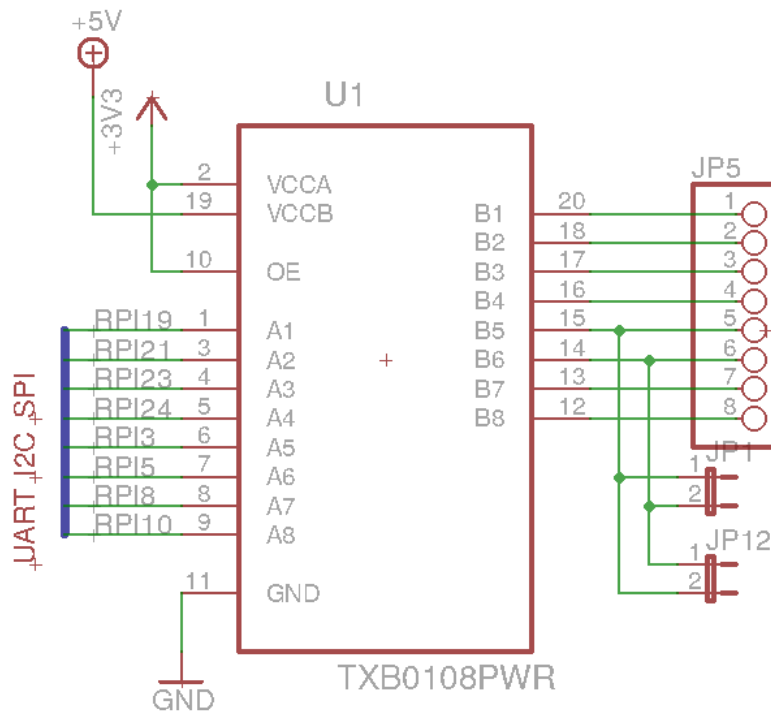 +5V
+3V3
U1
JP5
2 VCCA
19 VCCB
10 OE
RPI19 1 A1
RPI21 3 A2
RPI23 4 A3
RPI24 5 A4
RPI3 6 A5
RPI5 7 A6
RPI8 8 A7
RPI10 9 A8
11 GND
UART_I2C_SPI
B1 20 1
B2 18 2
B3 17 3
B4 16 4
B5 15 5
B6 14 6
B7 13 7
B8 12 8
JP1
1
2
JP12
1
2
TXB0108PWR
GND